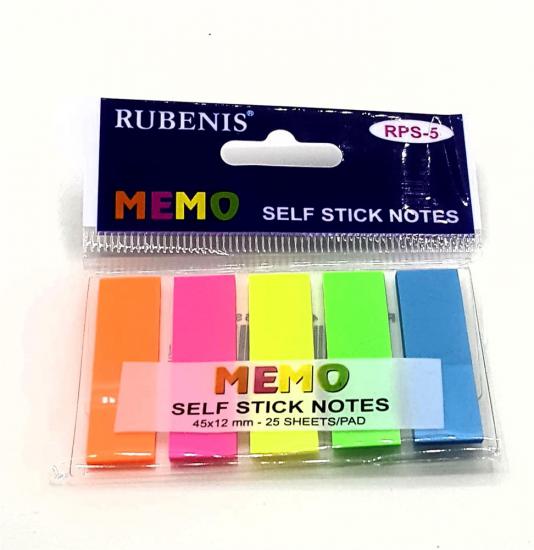 RUBENIS®
RPS-5
MEMO SELF STICK NOTES
MEMO
SELF STICK NOTES
45x12 mm - 25 SHEETS/PAD